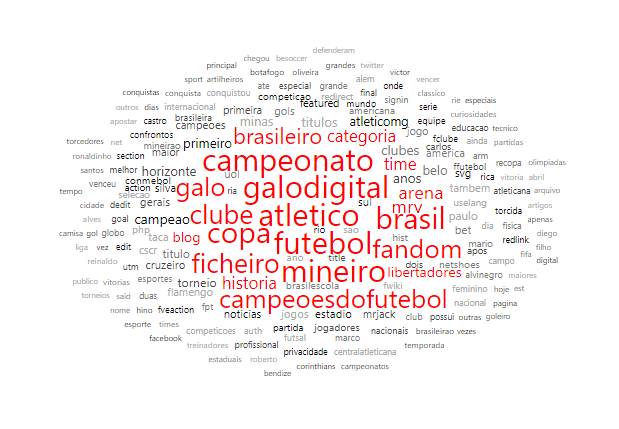 defenderam
chegou besoccer
principal botafogo oliveira grandes twitter
sport artilheiros ate especial grande alem victor vencer
conquistas conquista conquistou competicao redirect final onde classico
outros dias internacional primeira gols featured mundo signin serie rie especiais
apostar castro brasileira campeoes minas titulos americana atleticomg equipe curiosidades
torcedores net confrontos mineirao primeiro brasileiro categoria jogo fclube educacao tecnico
ronaldinho section maior campeonato clubes carlos ainda partidas
santos melhor horizonte uol time america arm
venceu conmebol galo galodigital anos belo ffutebol svg recopa olimpiadas
tempo action silva ria sul arena tambem rica vitoria abril
cidade dedit selecao gerais clube atletico mrv uselang atleticana arquivo
alves goal campeao copa brasil paulo torcida artigos
camisa gol globo php taca blog rio sao hist bet dia fisica apenas
liga vez edit titulo futebol fandom mario redlink diego
reinaldo cscr ficheiro ano title apos filho
utm cruzeiro mineiro dois netshoes campo fifa
publico vitorias esportes torneio historia brasilescola libertadores alvinegro maiores digital
torneios said duas flamengo campeoesdofutebol fwiki feminino hoje est
nome hino fveaction fpt noticias jogos estadio mrjack club possui nacional pagina
esporte times competicoes auth partida jogadores nacionais brasileirao outras goleiro
facebook treinadores profissional futsal marco temporada vezes
estaduais roberto privacidade centralatleticana
bendize corinthians campeonatos